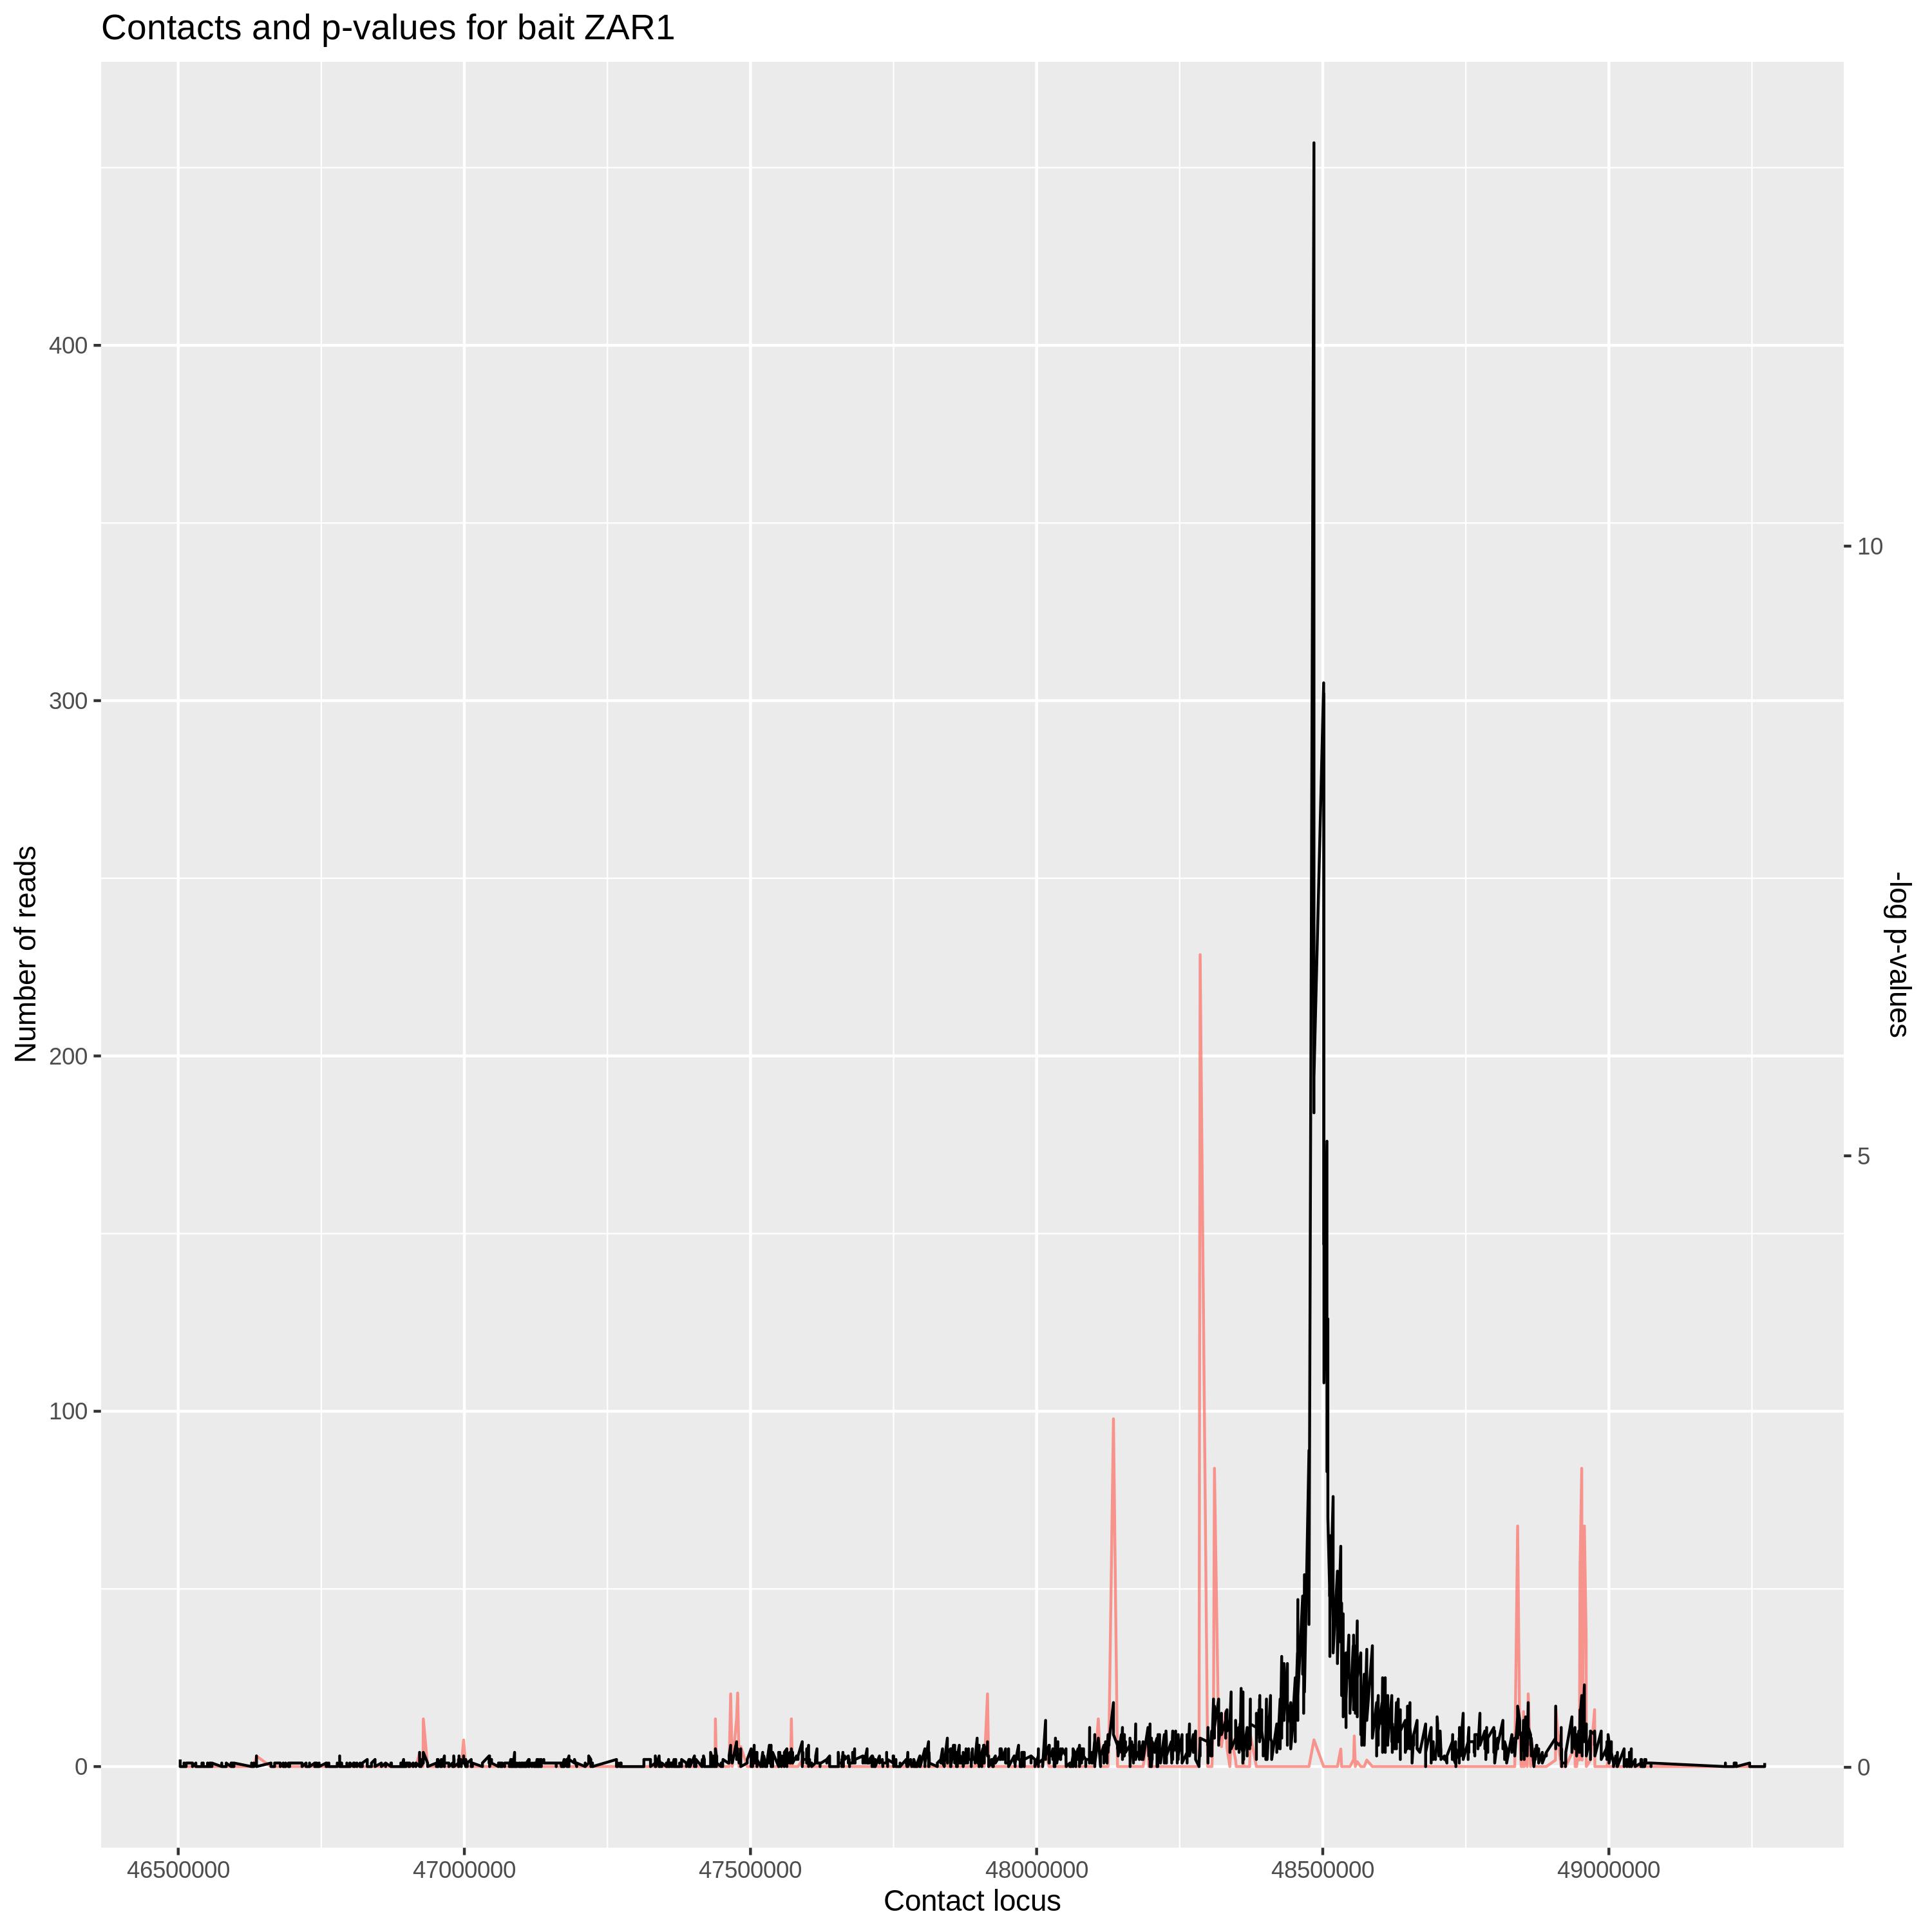 Contacts and p-values for bait ZAR1
400
300
200
100
0
Number of reads
10
5
0
-log p-values
46500000 47000000 47500000 48000000 48500000 49000000
Contact locus